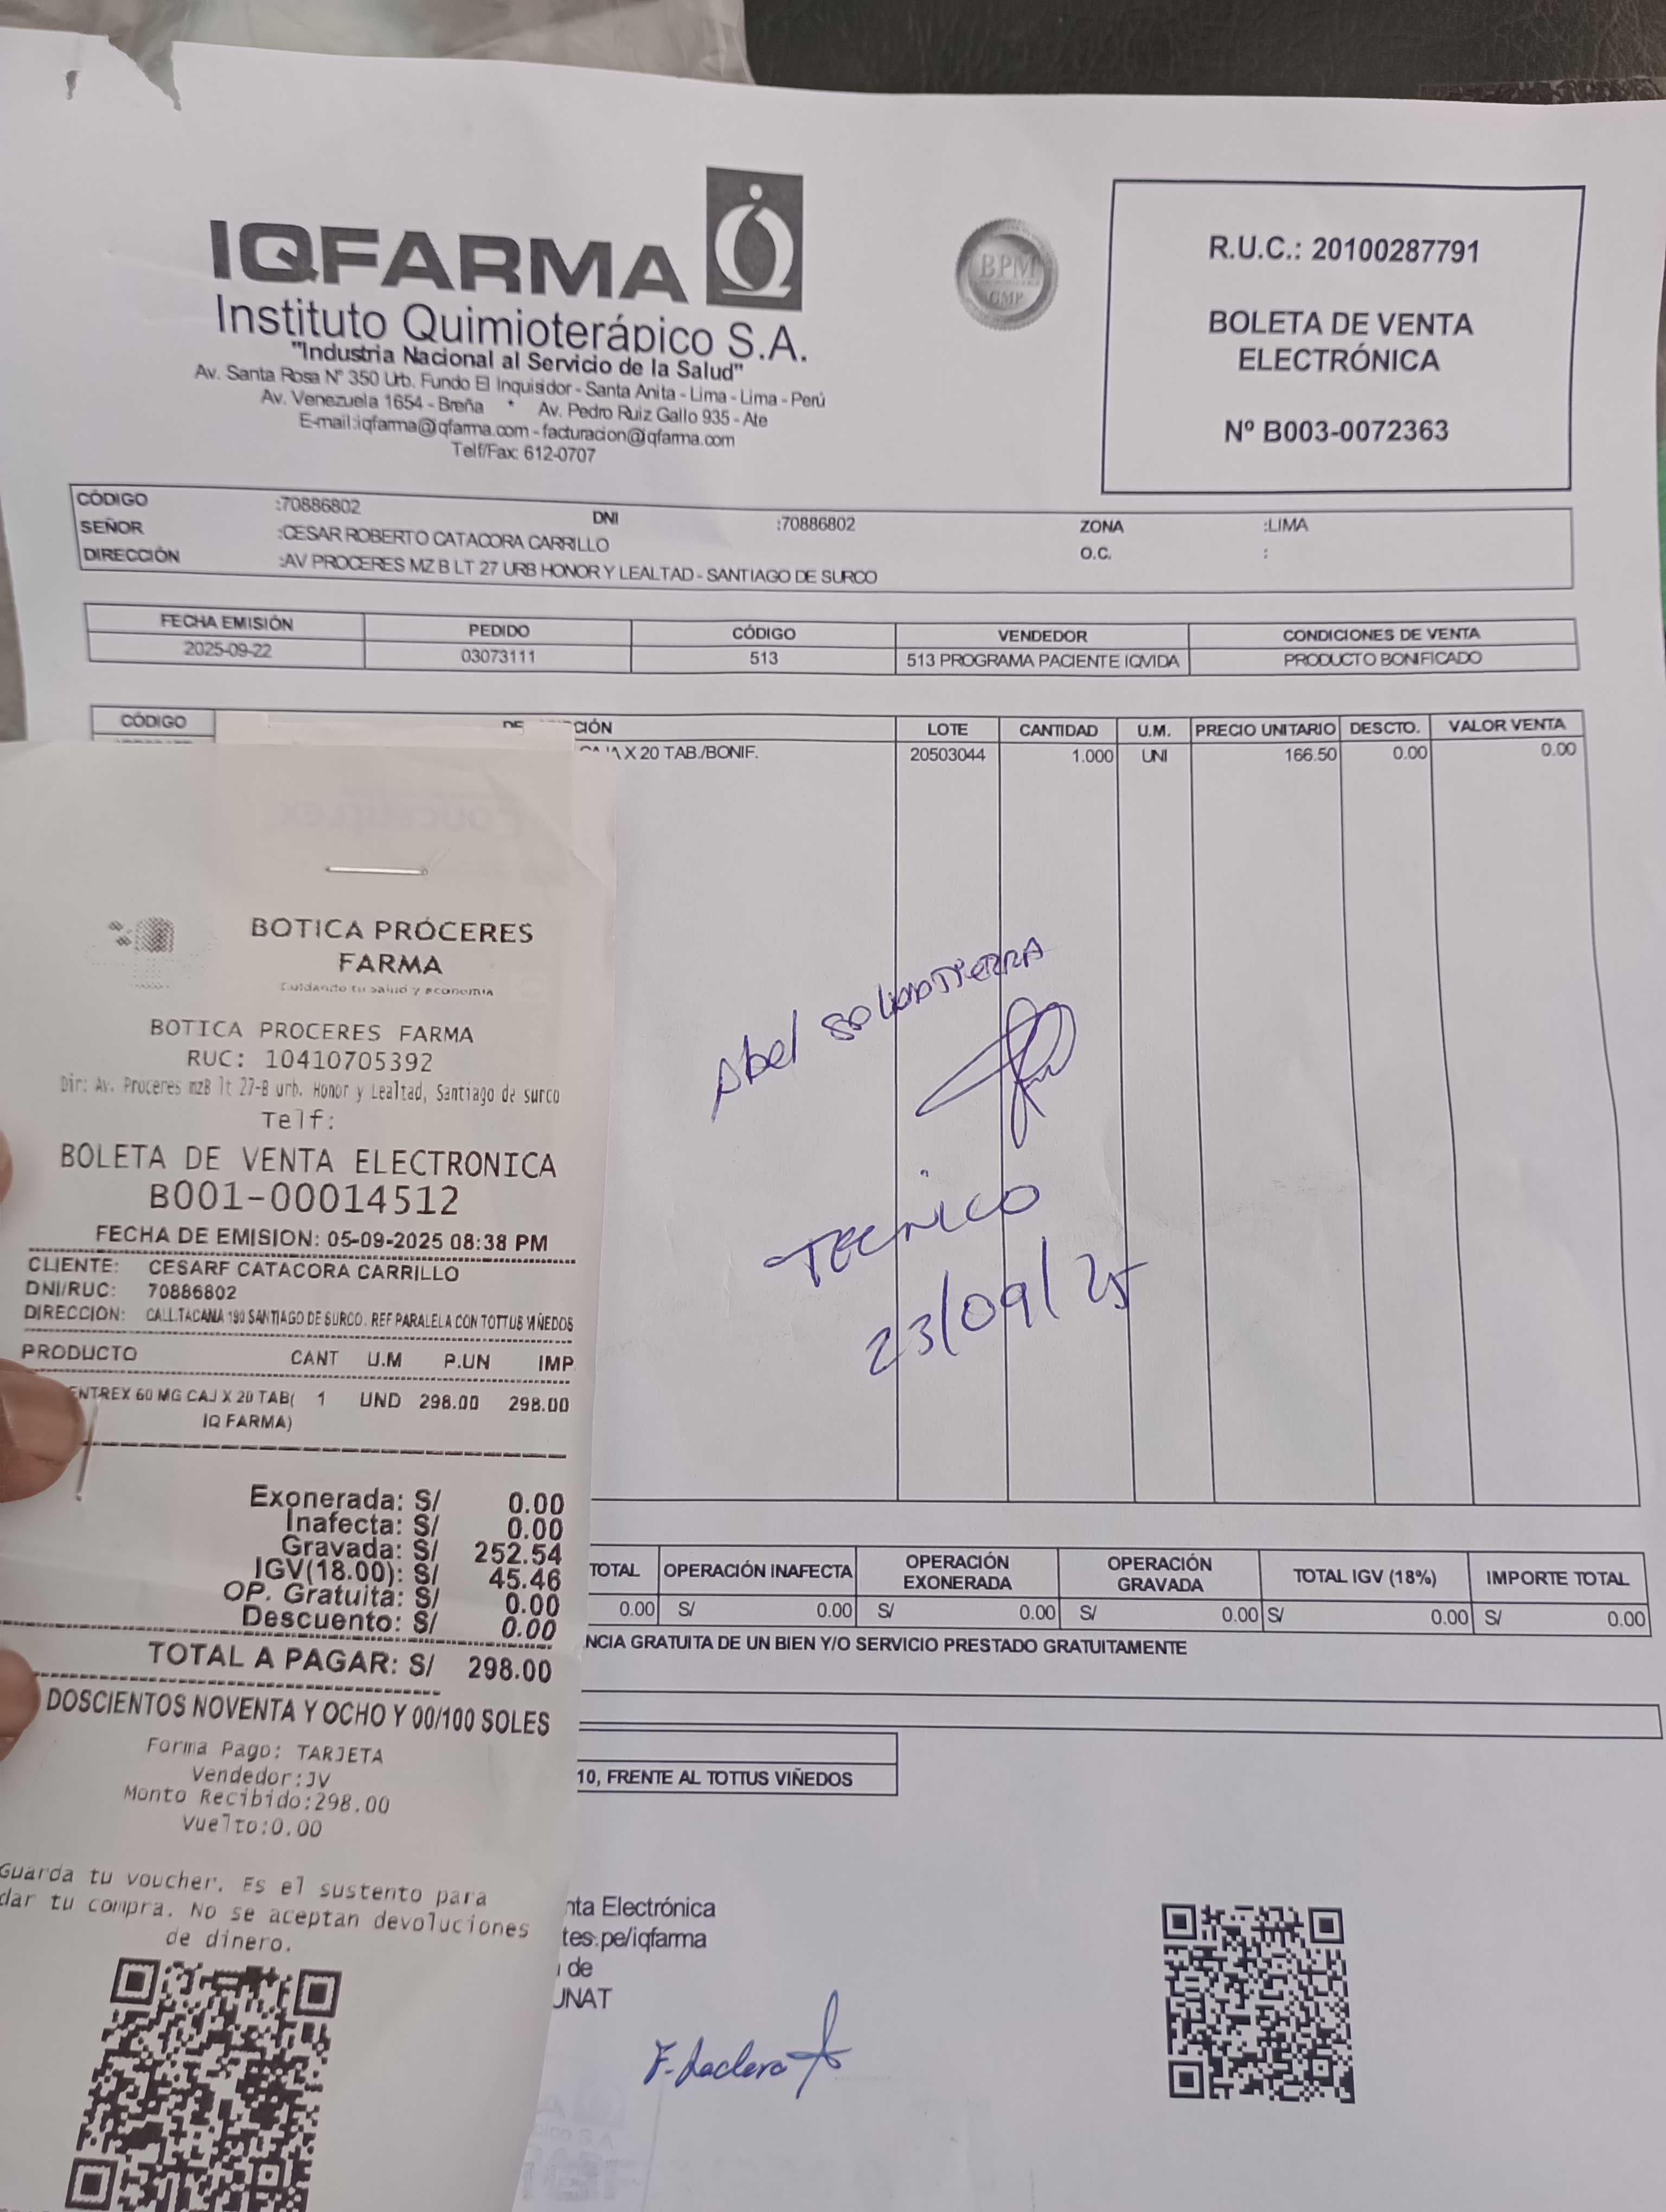 IQFARMA
Instituto Quimioterápico S.A.
"Industria Nacional al Servicio de la Salud"
Av. Santa Rosa Nº 350 Urb. Fundo El Inquisidor - Santa Anita - Lima - Lima - Perú
Av. Venezuela 1654 - Breña * Av. Pedro Ruiz Gallo 935 - Ate
E-mail:iqfarma@iqfarma.com - facturacion@iqfarma.com
Telf/Fax: 612-0707
BPM
GMP
R.U.C.: 20100287791
BOLETA DE VENTA
ELECTRÓNICA
Nº B003-0072363
CÓDIGO :70886802 DNI :70886802 ZONA :LIMA
SEÑOR :CESAR ROBERTO CATACORA CARRILLO O.C. :
DIRECCIÓN :AV PROCERES MZ B LT 27 URB HONOR Y LEALTAD - SANTIAGO DE SURCO
FECHA EMISIÓN PEDIDO CÓDIGO VENDEDOR CONDICIONES DE VENTA
2025-09-22 03073111 513 513 PROGRAMA PACIENTE IQVIDA PRODUCTO BONIFICADO
CÓDIGO DE CIÓN LOTE CANTIDAD U.M. PRECIO UNITARIO DESCTO. VALOR VENTA
X 20 TAB./BONIF. 20503044 1.000 UNI 166.50 0.00 0.00
Abel
TECNICO
23/09/25
TOTAL OPERACIÓN INAFECTA OPERACIÓN EXONERADA OPERACIÓN GRAVADA TOTAL IGV (18%) IMPORTE TOTAL
0.00 S/ 0.00 S/ 0.00 S/ 0.00 S/ 0.00 S/ 0.00
NCIA GRATUITA DE UN BIEN Y/O SERVICIO PRESTADO GRATUITAMENTE
10, FRENTE AL TOTTUS VIÑEDOS
nta Electrónica
tes.pe/iqfarma
de
UNAT
BOTICA PRÓCERES
FARMA
Cuidando tu salud y economia
BOTICA PROCERES FARMA
RUC: 10410705392
Dir: Av. Proceres mzB lt 27-B urb. Honor y Lealtad, Santiago de surco
Telf:
BOLETA DE VENTA ELECTRONICA
B001-00014512
FECHA DE EMISION: 05-09-2025 08:38 PM
CLIENTE: CESARF CATACORA CARRILLO
DNI/RUC: 70886802
DIRECCION: CALL.TACANA 190 SANTIAGO DE SURCO. REF PARALELA CON TOTTUS VIÑEDOS
PRODUCTO CANT U.M P.UN IMP
ENTREX 60 MG CAJ X 20 TAB( 1 UND 298.00 298.00
IQ FARMA)
Exonerada: S/ 0.00
Inafecta: S/ 0.00
Gravada: S/ 252.54
IGV(18.00): S/ 45.46
OP. Gratuita: S/ 0.00
Descuento: S/ 0.00
TOTAL A PAGAR: S/ 298.00
DOSCIENTOS NOVENTA Y OCHO Y 00/100 SOLES
Forma Pago: TARJETA
Vendedor:JV
Monto Recibido:298.00
Vuelto:0.00
Guarda tu voucher. Es el sustento para
dar tu compra. No se aceptan devoluciones
de dinero.